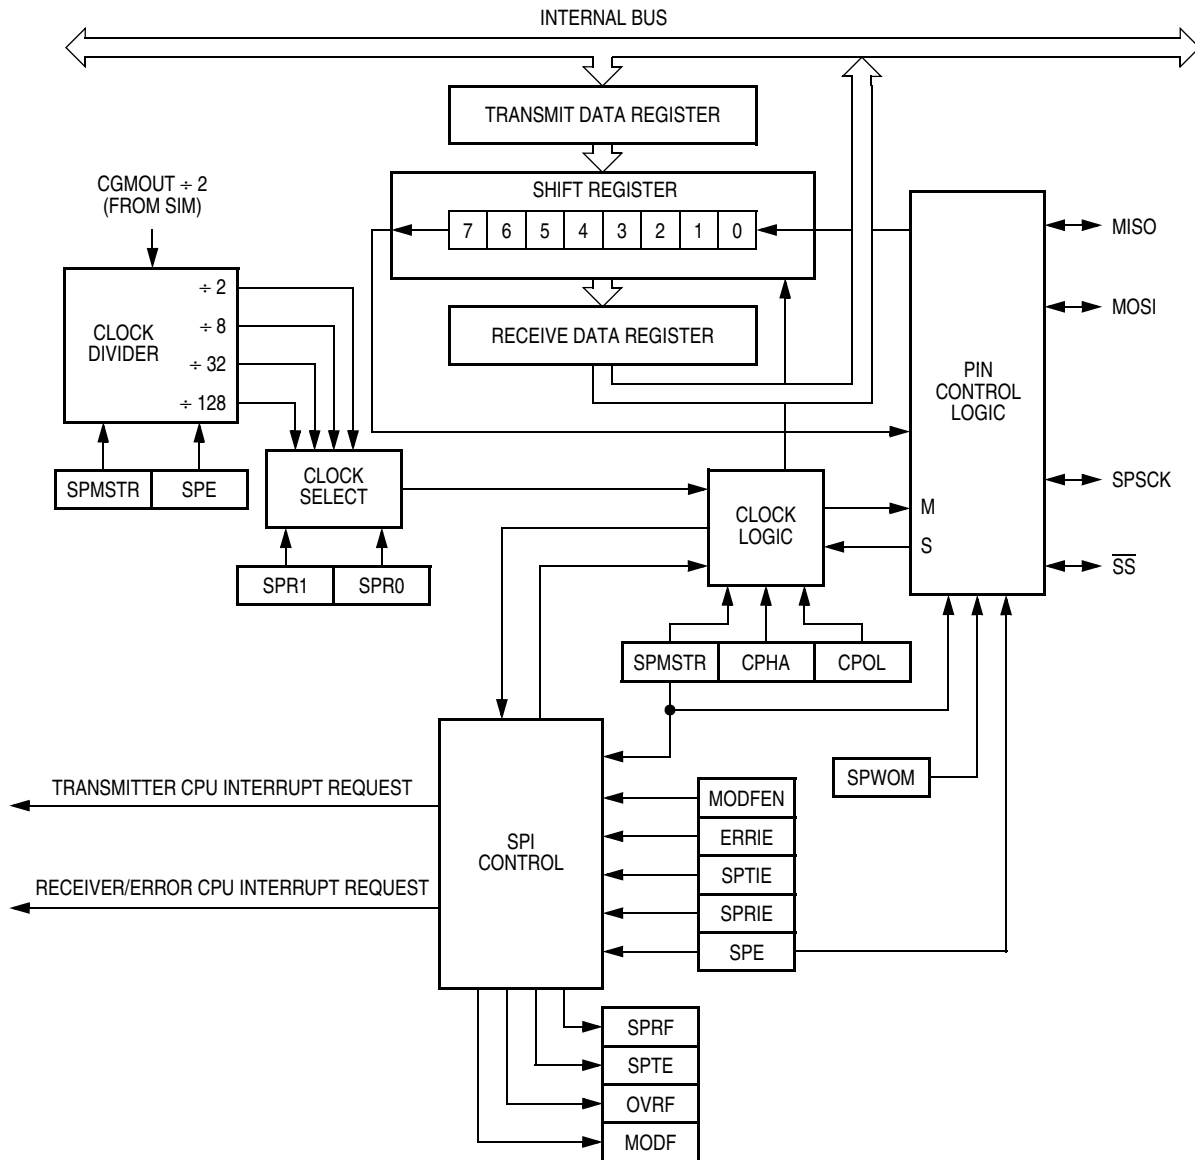 INTERNAL BUS
TRANSMIT DATA REGISTER
SHIFT REGISTER
7 6 5 4 3 2 1 0
RECEIVE DATA REGISTER
CGMOUT ÷ 2
(FROM SIM)
CLOCK
DIVIDER
÷ 2
÷ 8
÷ 32
÷ 128
SPMSTR SPE
CLOCK
SELECT
SPR1 SPR0
CLOCK
LOGIC
SPMSTR CPHA CPOL
PIN
CONTROL
LOGIC
M
S
MISO
MOSI
SPSCK
S̅S̅
SPWOM
TRANSMITTER CPU INTERRUPT REQUEST
RECEIVER/ERROR CPU INTERRUPT REQUEST
SPI
CONTROL
MODFEN
ERRIE
SPTIE
SPRIE
SPE
SPRF
SPTE
OVRF
MODF